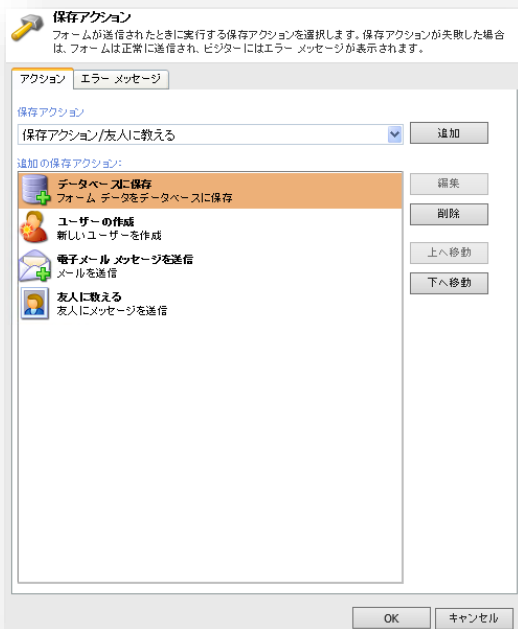 保存アクション
フォームが送信されたときに実行する保存アクションを選択します。保存アクションが失敗した場合
は、フォームは正常に送信され、ビジターにはエラー メッセージが表示されます。
アクション
エラー メッセージ
保存アクション
保存アクション/友人に教える
追加
追加の保存アクション:
データベースに保存
フォーム データをデータベースに保存
ユーザーの作成
新しいユーザーを作成
電子メール メッセージを送信
メールを送信
友人に教える
友人にメッセージを送信
編集
削除
上へ移動
下へ移動
OK
キャンセル